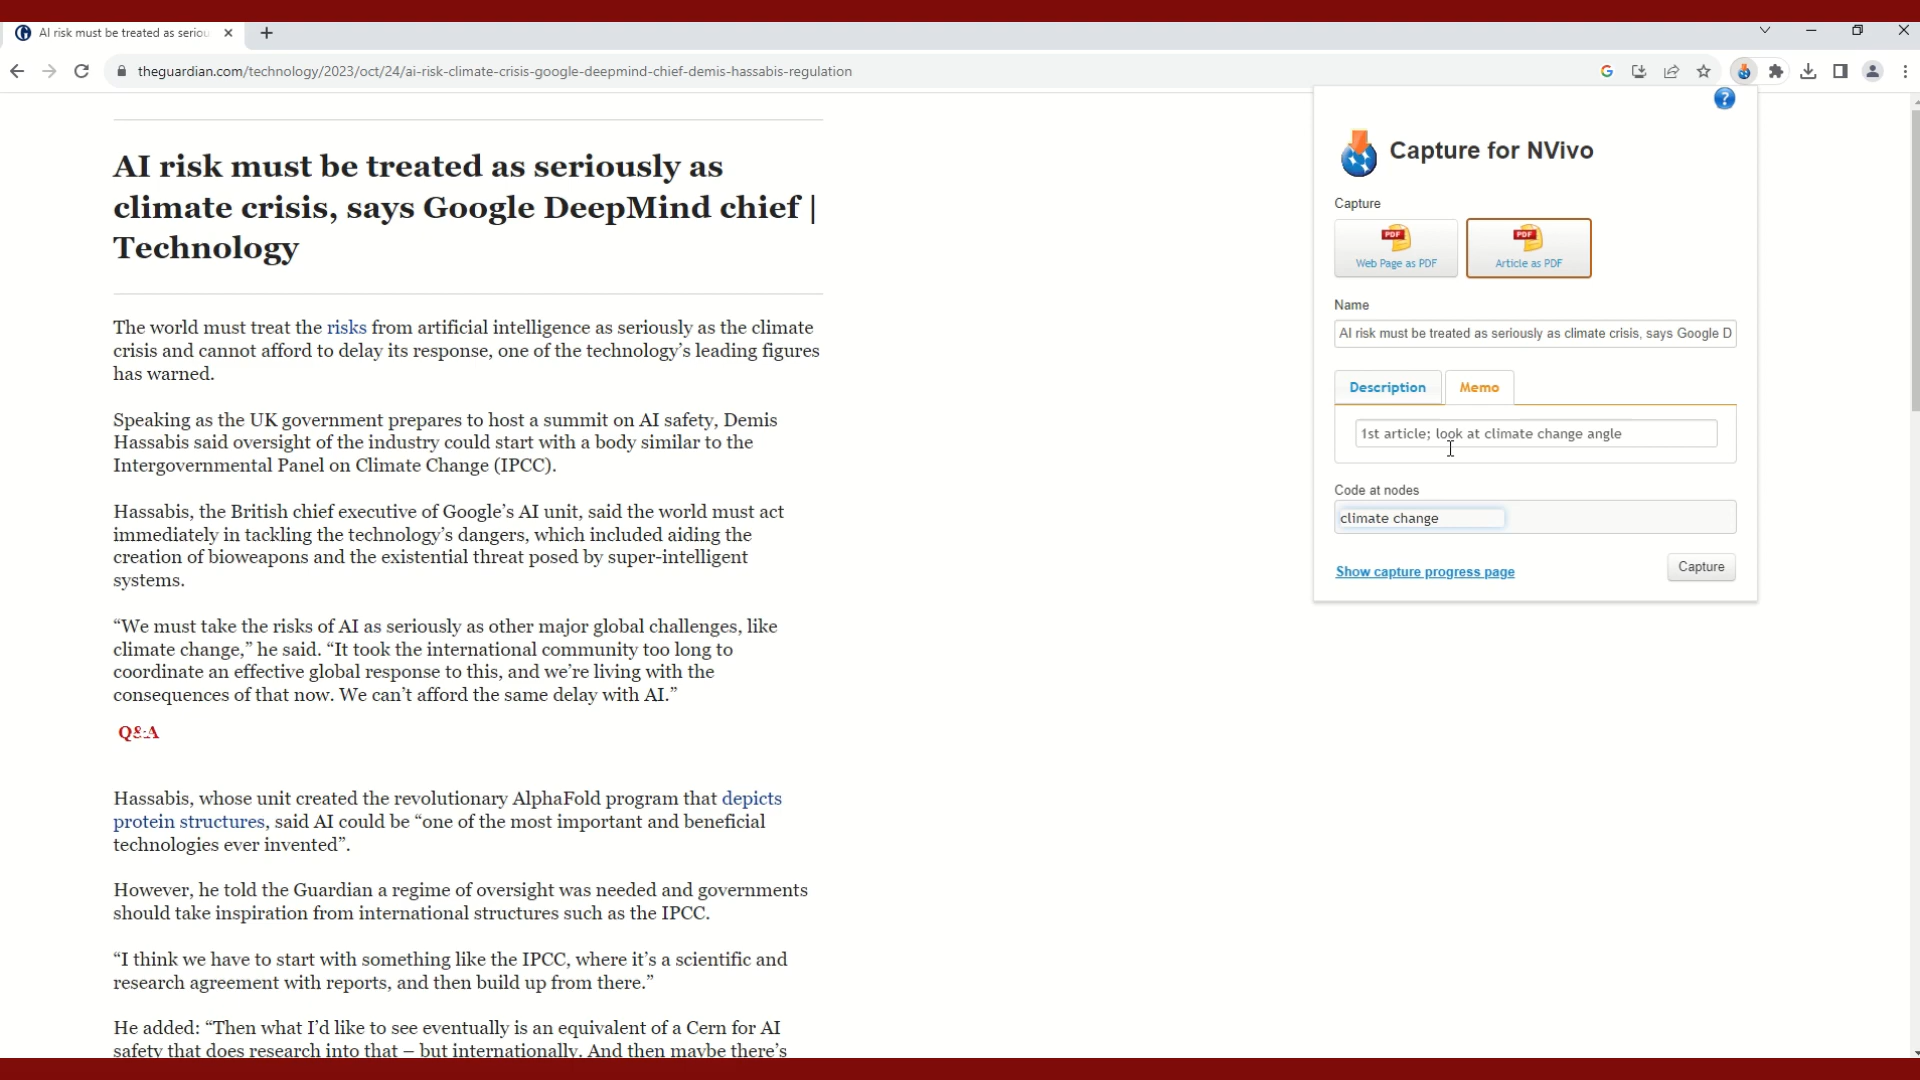 AI risk must be treated as seriou
theguardian.com/technology/2023/oct/24/ai-risk-climate-crisis-google-deepmind-chief-demis-hassabis-regulation
AI risk must be treated as seriously as
climate crisis, says Google DeepMind chief |
Technology
The world must treat the risks from artificial intelligence as seriously as the climate
crisis and cannot afford to delay its response, one of the technology’s leading figures
has warned.
Speaking as the UK government prepares to host a summit on AI safety, Demis
Hassabis said oversight of the industry could start with a body similar to the
Intergovernmental Panel on Climate Change (IPCC).
Hassabis, the British chief executive of Google’s AI unit, said the world must act
immediately in tackling the technology’s dangers, which included aiding the
creation of bioweapons and the existential threat posed by super-intelligent
systems.
“We must take the risks of AI as seriously as other major global challenges, like
climate change,” he said. “It took the international community too long to
coordinate an effective global response to this, and we’re living with the
consequences of that now. We can’t afford the same delay with AI.”
Q&A
Hassabis, whose unit created the revolutionary AlphaFold program that depicts
protein structures, said AI could be “one of the most important and beneficial
technologies ever invented”.
However, he told the Guardian a regime of oversight was needed and governments
should take inspiration from international structures such as the IPCC.
“I think we have to start with something like the IPCC, where it’s a scientific and
research agreement with reports, and then build up from there.”
He added: “Then what I’d like to see eventually is an equivalent of a Cern for AI
safety that does research into that – but internationally. And then maybe there’s
?
Capture for NVivo
Capture
PDF
Web Page as PDF
PDF
Article as PDF
Name
AI risk must be treated as seriously as climate crisis, says Google D
Description
Memo
1st article; look at climate change angle
Code at nodes
climate change
Show capture progress page
Capture